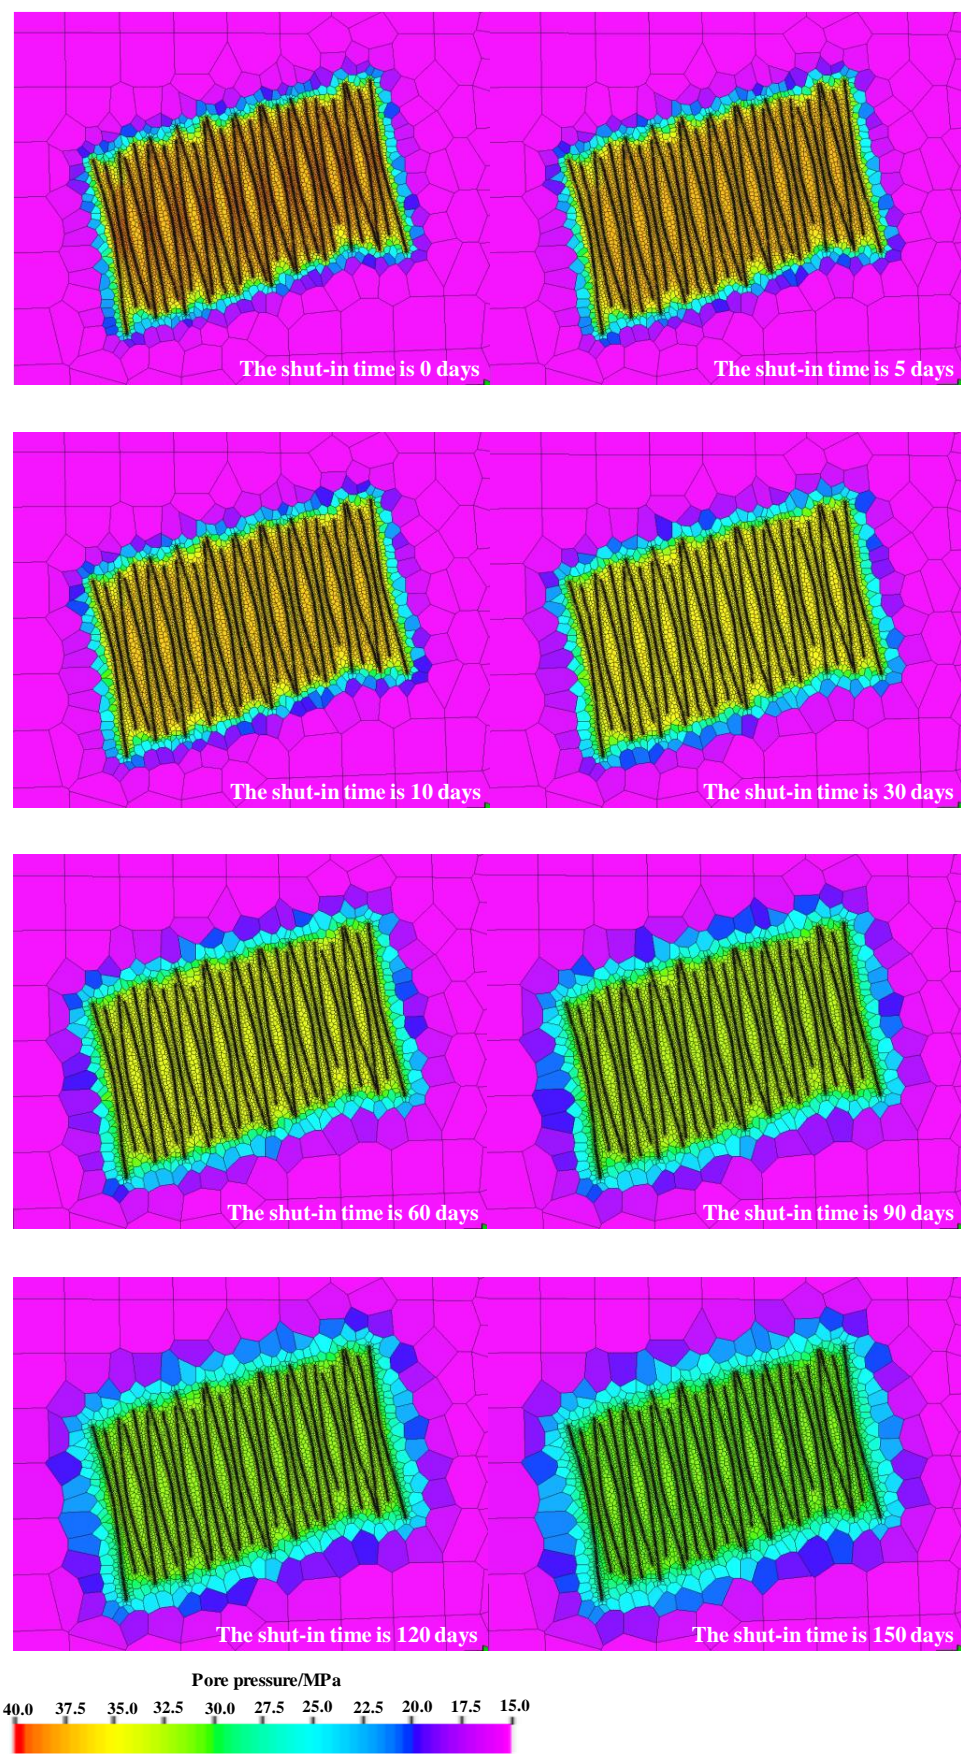 The shut-in time is 0 days
The shut-in time is 5 days
The shut-in time is 10 days
The shut-in time is 30 days
The shut-in time is 60 days
The shut-in time is 90 days
The shut-in time is 120 days
The shut-in time is 150 days
Pore pressure/MPa
40.0 37.5 35.0 32.5 30.0 27.5 25.0 22.5 20.0 17.5 15.0